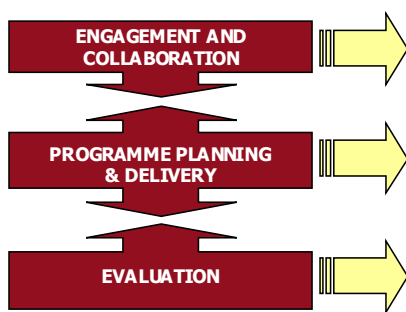 ENGAGEMENT AND
COLLABORATION
PROGRAMME PLANNING
& DELIVERY
EVALUATION